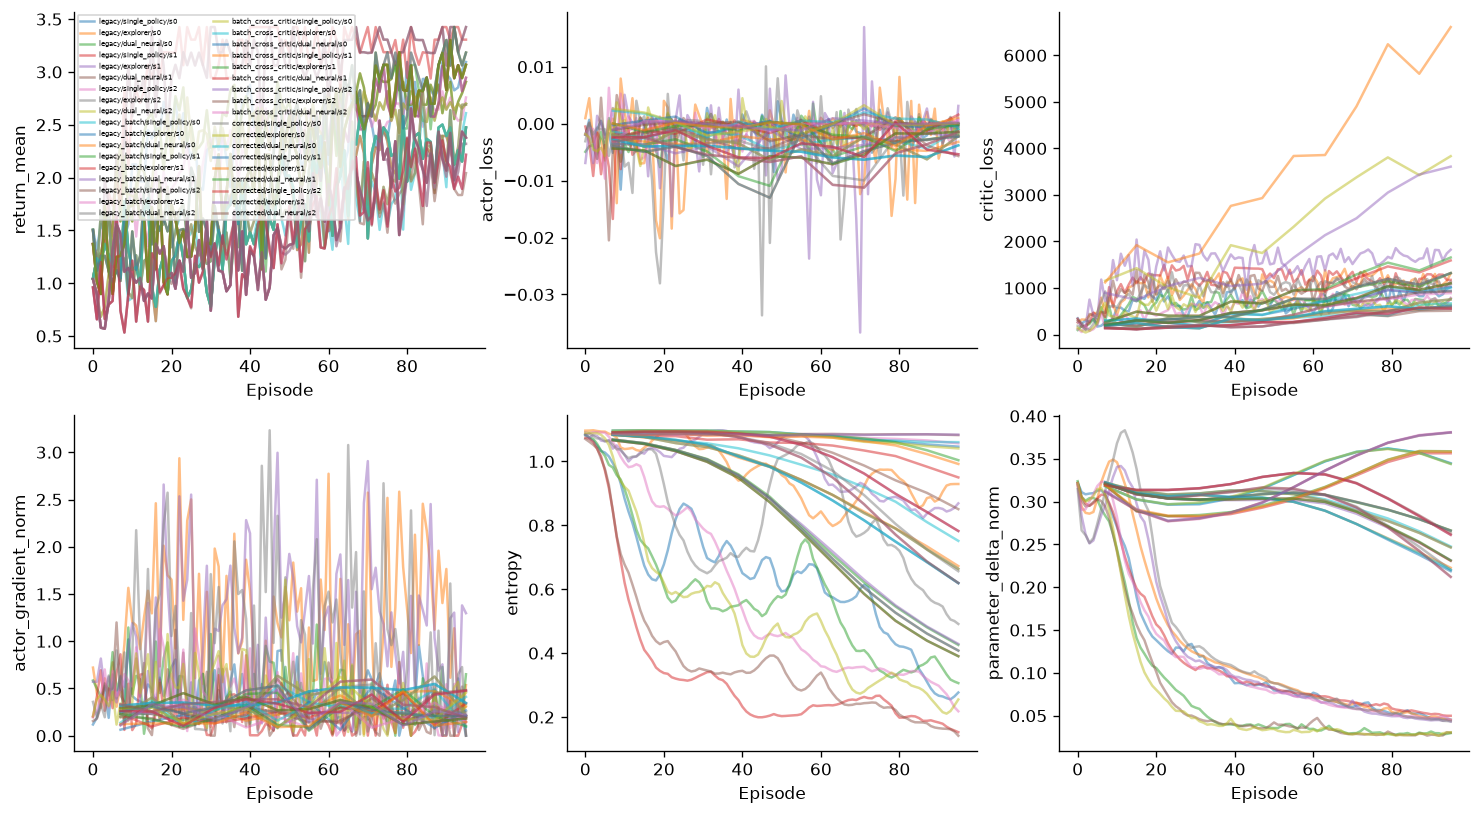 return_mean
3.5
3.0
2.5
2.0
1.5
1.0
0.5
0 20 40 60 80
Episode
legacy/single_policy/s0
legacy/explorer/s0
legacy/dual_neural/s0
legacy/single_policy/s1
legacy/explorer/s1
legacy/dual_neural/s1
legacy/single_policy/s2
legacy/explorer/s2
legacy/dual_neural/s2
legacy_batch/single_policy/s0
legacy_batch/explorer/s0
legacy_batch/dual_neural/s0
legacy_batch/single_policy/s1
legacy_batch/explorer/s1
legacy_batch/dual_neural/s1
legacy_batch/single_policy/s2
legacy_batch/explorer/s2
legacy_batch/dual_neural/s2
batch_cross_critic/single_policy/s0
batch_cross_critic/explorer/s0
batch_cross_critic/dual_neural/s0
batch_cross_critic/single_policy/s1
batch_cross_critic/explorer/s1
batch_cross_critic/dual_neural/s1
batch_cross_critic/single_policy/s2
batch_cross_critic/explorer/s2
batch_cross_critic/dual_neural/s2
corrected/single_policy/s0
corrected/explorer/s0
corrected/dual_neural/s0
corrected/single_policy/s1
corrected/explorer/s1
corrected/dual_neural/s1
corrected/single_policy/s2
corrected/explorer/s2
corrected/dual_neural/s2
actor_loss
0.01
0.00
−0.01
−0.02
−0.03
0 20 40 60 80
Episode
critic_loss
6000
5000
4000
3000
2000
1000
0
0 20 40 60 80
Episode
actor_gradient_norm
3.0
2.5
2.0
1.5
1.0
0.5
0.0
0 20 40 60 80
Episode
entropy
1.0
0.8
0.6
0.4
0.2
0 20 40 60 80
Episode
parameter_delta_norm
0.40
0.35
0.30
0.25
0.20
0.15
0.10
0.05
0 20 40 60 80
Episode